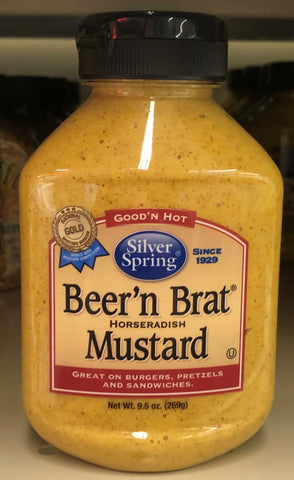 GOOD'N HOT
GOLD
Silver
Spring®
SINCE
1929
Beer'n Brat®
HORSERADISH
Mustard
GREAT ON BURGERS, PRETZELS
AND SANDWICHES.
Net Wt. 9.5 oz. (269g)